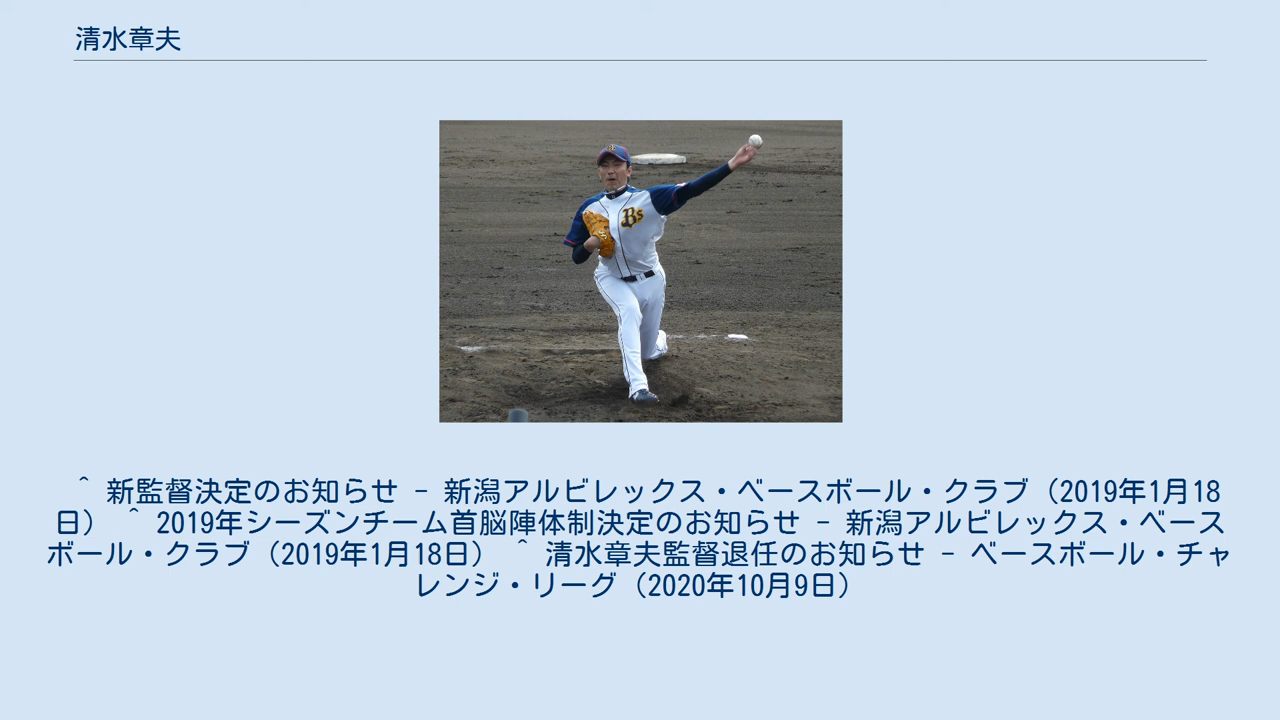 清水章夫
Bs
^ 新監督決定のお知らせ - 新潟アルビレックス・ベースボール・クラブ（2019年1月18
日） ^ 2019年シーズンチーム首脳陣体制決定のお知らせ - 新潟アルビレックス・ベース
ボール・クラブ（2019年1月18日） ^ 清水章夫監督退任のお知らせ - ベースボール・チャ
レンジ・リーグ（2020年10月9日）